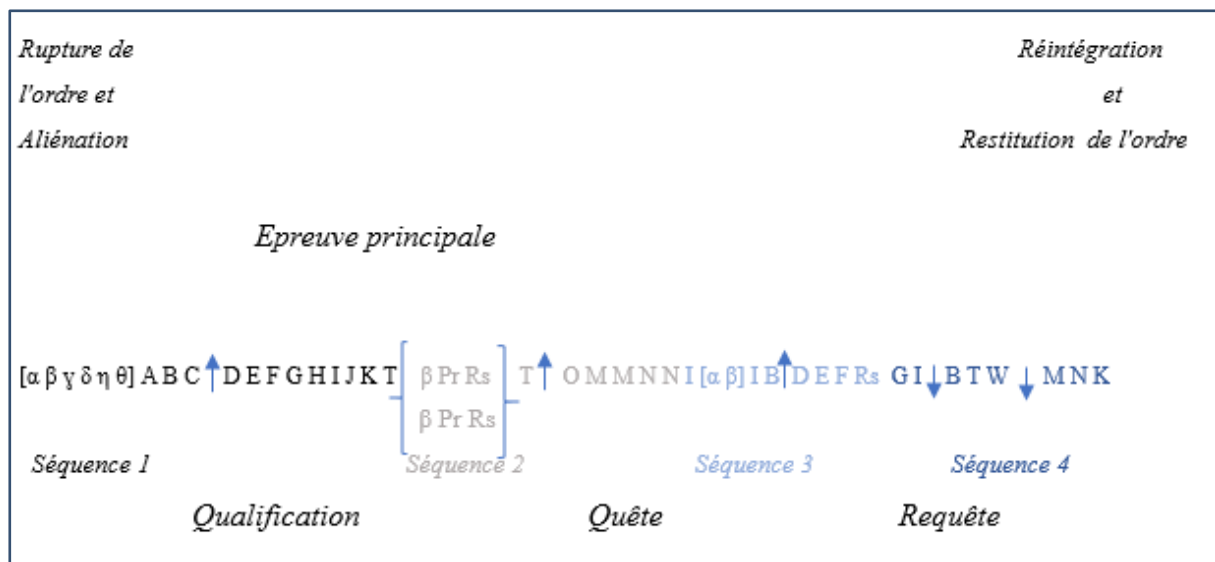 Rupture de
l'ordre et
Aliénation
Réintégration
et
Restitution de l'ordre
Epreuve principale
[α β γ δ η θ] A B C ↑ D E F G H I J K T { β Pr Rs } T ↑ O M M N N I [α β] I B ↑ D E F Rs G I ↓ B T W ↓ M N K
β Pr Rs
Séquence 1 Séquence 2 Séquence 3 Séquence 4
Qualification Quête Requête